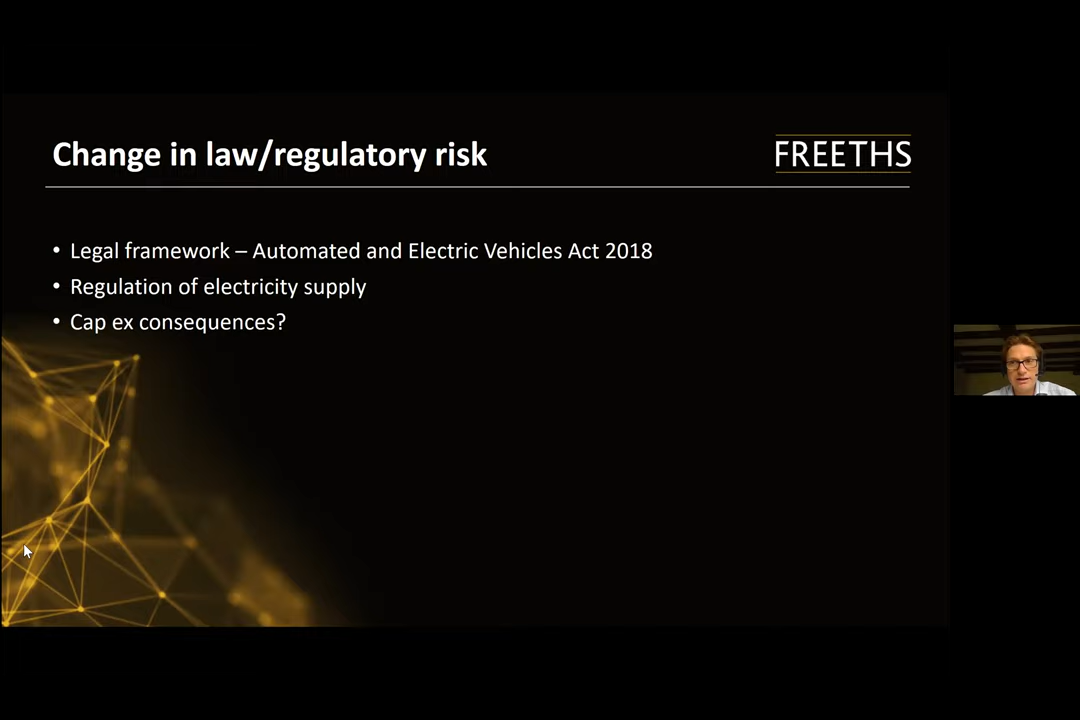 Change in law/regulatory risk
FREETHS
• Legal framework – Automated and Electric Vehicles Act 2018
• Regulation of electricity supply
• Cap ex consequences?